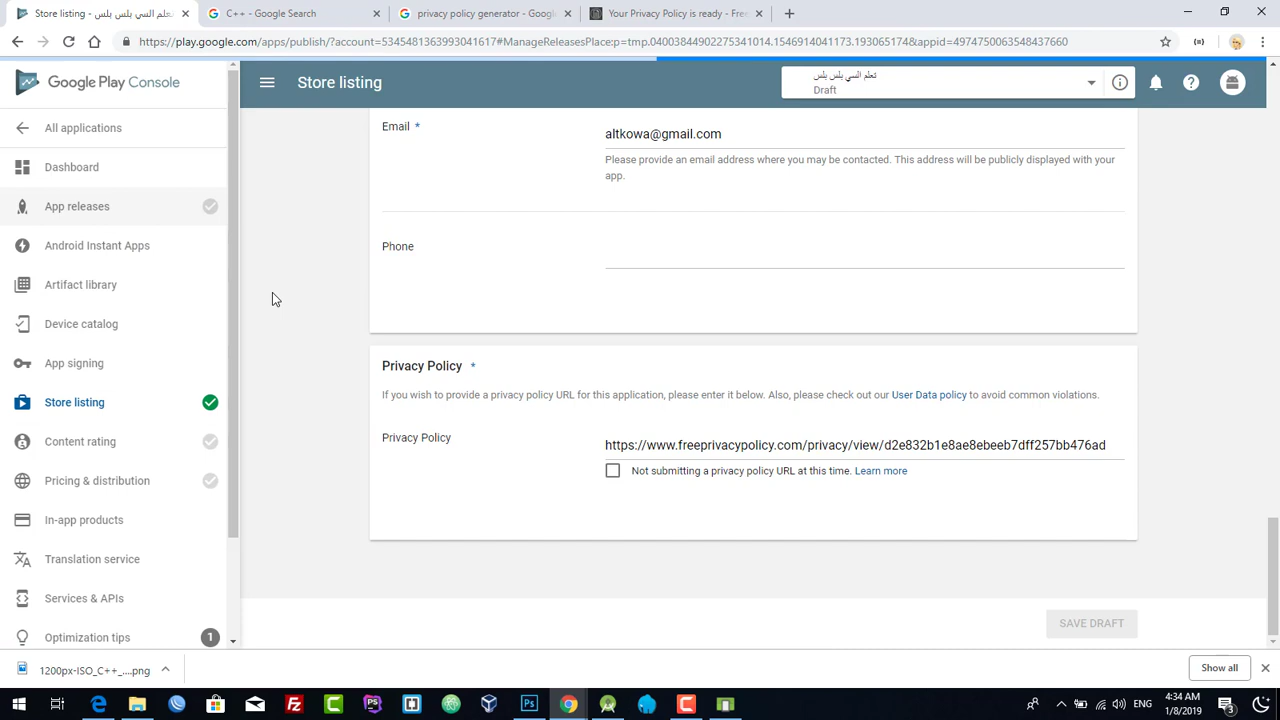 Store listing - تعلم السي بلس بلس
C++ - Google Search
privacy policy generator - Googl
Your Privacy Policy is ready - Free
https://play.google.com/apps/publish/?account=5345481363993041617#ManageReleasesPlace:p=tmp.04003844902275341014.1546914041173.193065174&appid=4974750063548437660
Google Play Console
Store listing
تعلم السي بلس بلس
Draft
All applications
Dashboard
App releases
Android Instant Apps
Artifact library
Device catalog
App signing
Store listing
Content rating
Pricing & distribution
In-app products
Translation service
Services & APIs
Optimization tips
1
Email *
altkowa@gmail.com
Please provide an email address where you may be contacted. This address will be publicly displayed with your
app.
Phone
Privacy Policy *
If you wish to provide a privacy policy URL for this application, please enter it below. Also, please check out our User Data policy to avoid common violations.
Privacy Policy
https://www.freeprivacypolicy.com/privacy/view/d2e832b1e8ae8ebeeb7dff257bb476ad
Not submitting a privacy policy URL at this time. Learn more
SAVE DRAFT
1200px-ISO_C++_....png
Show all
ENG
4:34 AM
1/8/2019
3